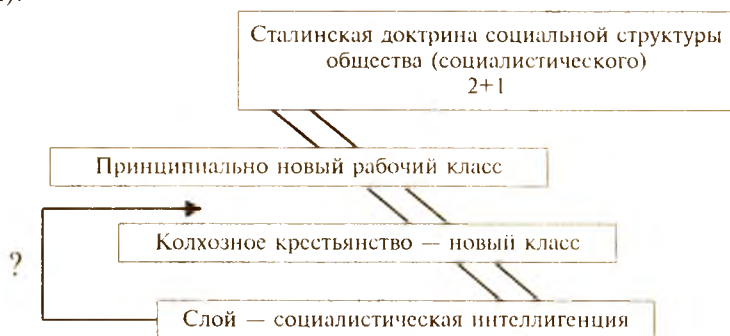 Сталинская доктрина социальной структуры
общества (социалистического)
2+1
Принципиально новый рабочий класс
Колхозное крестьянство — новый класс
?
Слой — социалистическая интеллигенция